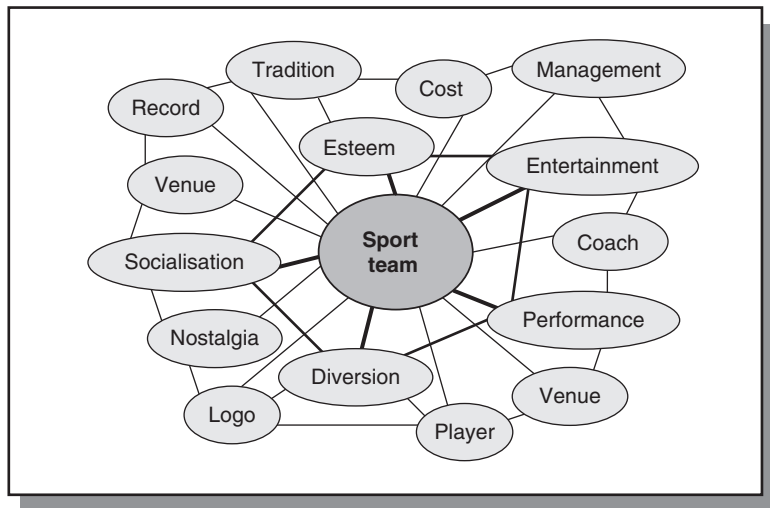 Tradition
Management
Cost
Record
Esteem
Entertainment
Venue
Sport
team
Coach
Socialisation
Performance
Nostalgia
Diversion
Venue
Logo
Player